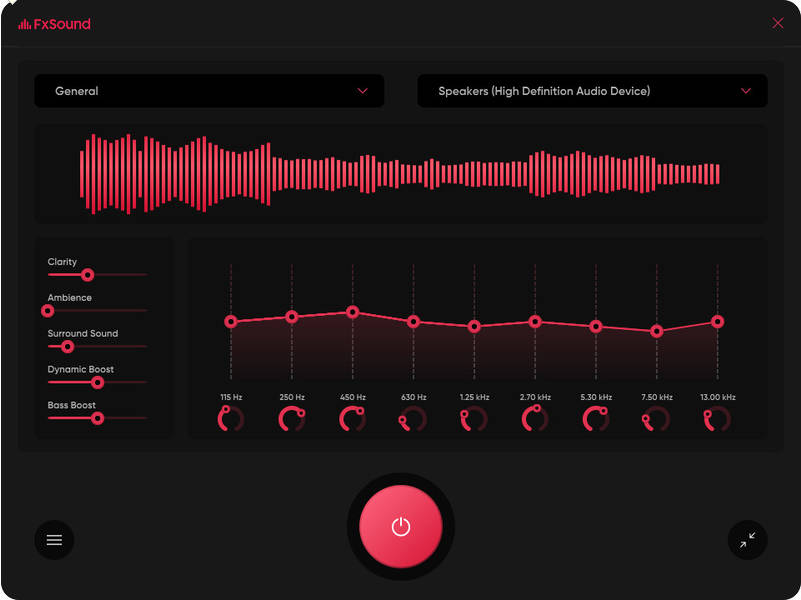 FxSound
General
Speakers (High Definition Audio Device)
Clarity
Ambience
Surround Sound
Dynamic Boost
Bass Boost
115 Hz 250 Hz 450 Hz 630 Hz 1.25 kHz 2.70 kHz 5.30 kHz 7.50 kHz 13.00 kHz